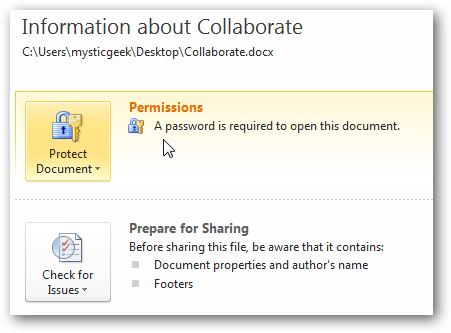 Information about Collaborate
C:\Users\mysticgeek\Desktop\Collaborate.docx
Permissions
A password is required to open this document.
Protect
Document
Prepare for Sharing
Before sharing this file, be aware that it contains:
Document properties and author's name
Footers
Check for
Issues